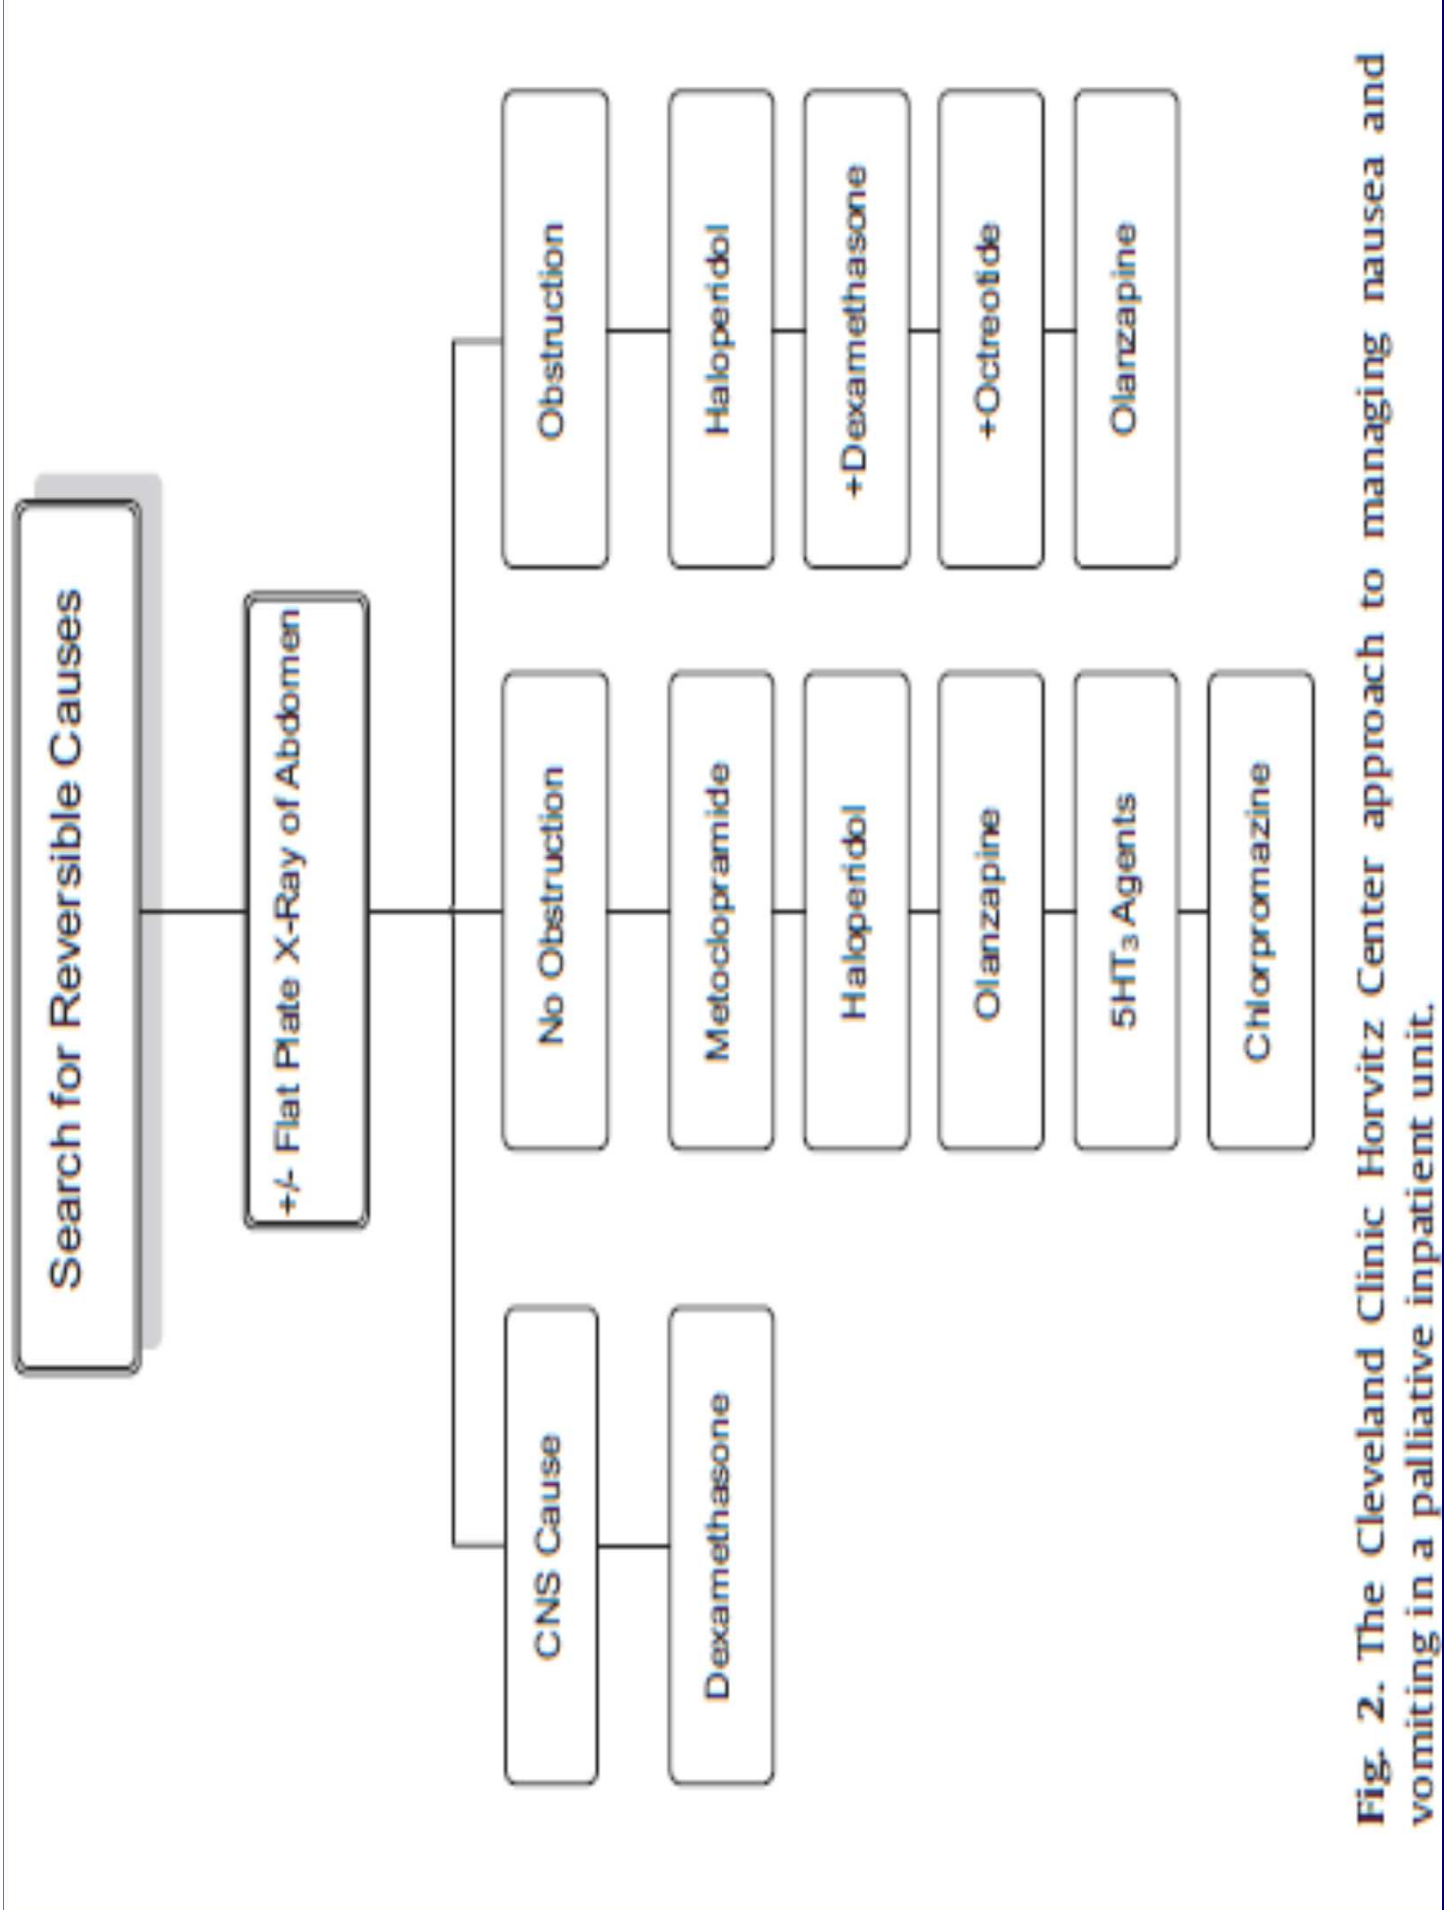 Search for Reversible Causes
+/- Flat Plate X-Ray of Abdomen
CNS Cause
Dexamethasone
No Obstruction
Metoclopramide
Haloperidol
Olanzapine
5HT₃ Agents
Chlorpromazine
Obstruction
Haloperidol
+Dexamethasone
+Octreotide
Olanzapine
Fig. 2. The Cleveland Clinic Horvitz Center approach to managing nausea and
vomiting in a palliative inpatient unit.